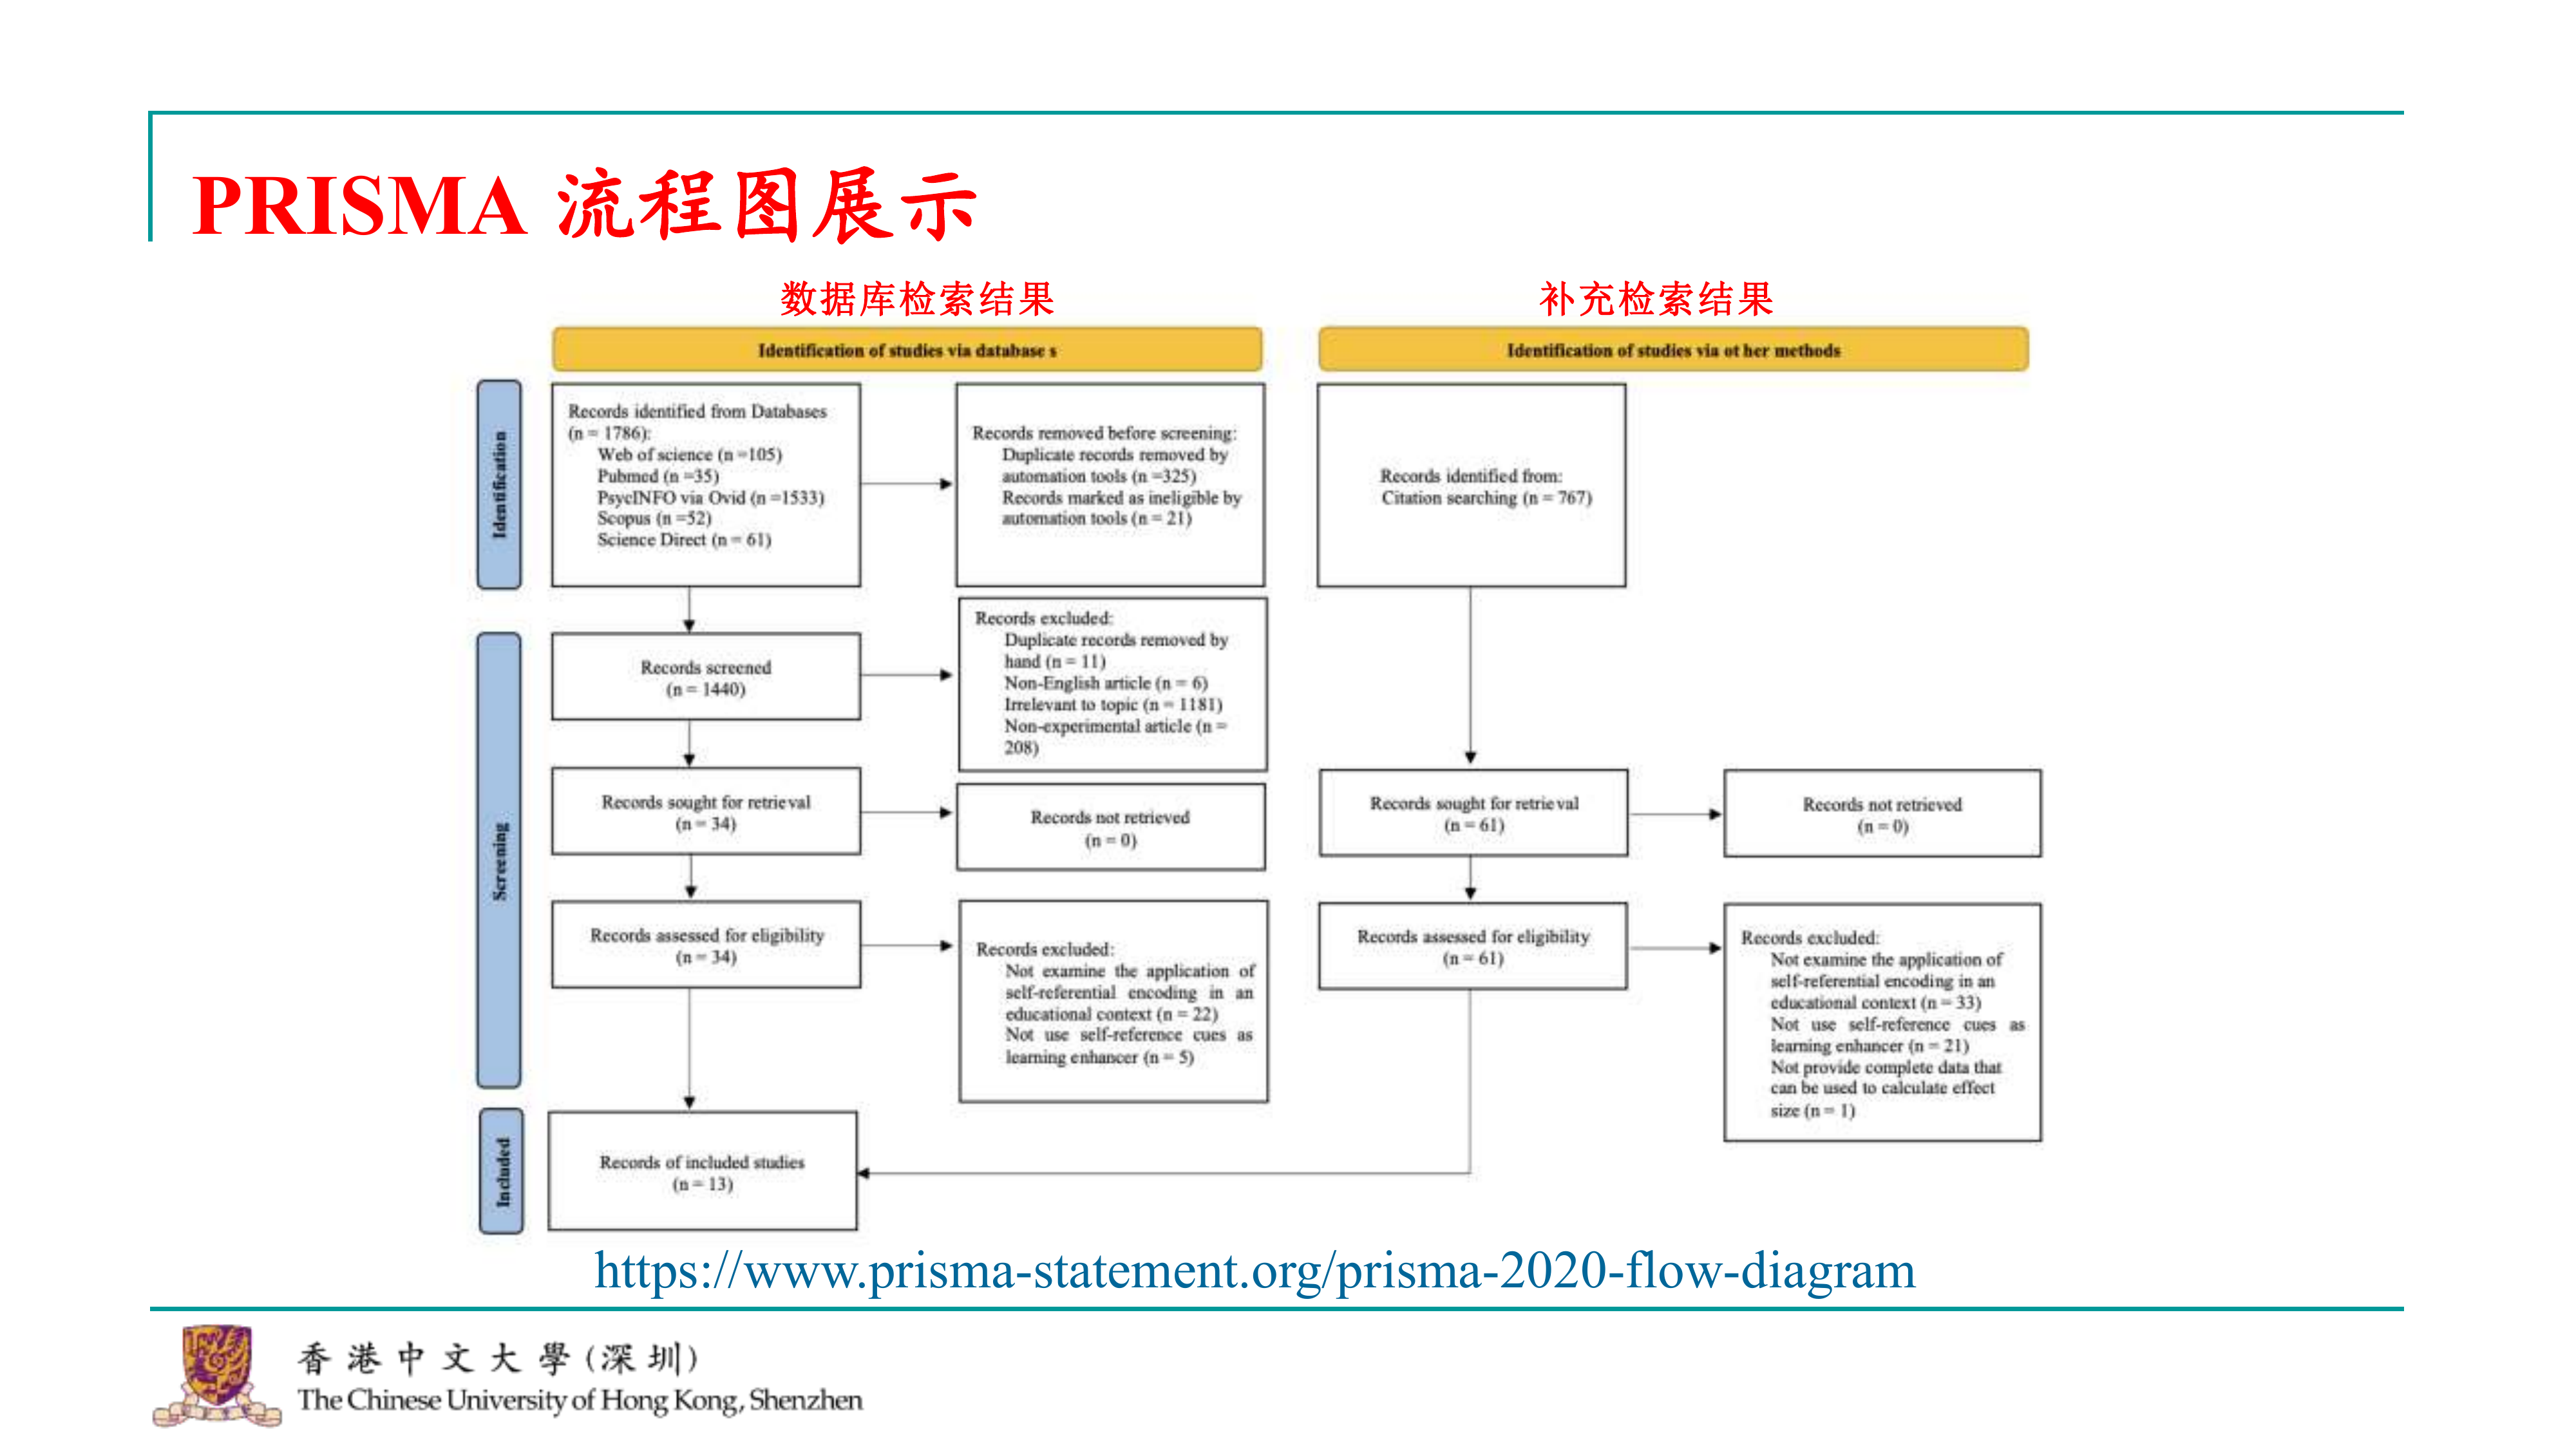 PRISMA 流程图展示
数据库检索结果
补充检索结果
Identification of studies via database s
Identification of studies via ot her methods
Identification
Records identified from Databases
(n = 1786):
Web of science (n =105)
Pubmed (n =35)
PsycINFO via Ovid (n =1533)
Scopus (n =52)
Science Direct (n = 61)
Records removed before screening:
Duplicate records removed by
automation tools (n =325)
Records marked as ineligible by
automation tools (n = 21)
Records identified from:
Citation searching (n = 767)
Screening
Records screened
(n = 1440)
Records excluded:
Duplicate records removed by
hand (n = 11)
Non-English article (n = 6)
Irrelevant to topic (n = 1181)
Non-experimental article (n =
208)
Records sought for retrieval
(n = 34)
Records not retrieved
(n = 0)
Records sought for retrieval
(n = 61)
Records not retrieved
(n = 0)
Records assessed for eligibility
(n = 34)
Records excluded:
Not examine the application of
self-referential encoding in an
educational context (n = 22)
Not use self-reference cues as
learning enhancer (n = 5)
Records assessed for eligibility
(n = 61)
Records excluded:
Not examine the application of
self-referential encoding in an
educational context (n = 33)
Not use self-reference cues as
learning enhancer (n = 21)
Not provide complete data that
can be used to calculate effect
size (n = 1)
Included
Records of included studies
(n = 13)
https://www.prisma-statement.org/prisma-2020-flow-diagram
香港中文大學(深圳)
The Chinese University of Hong Kong, Shenzhen